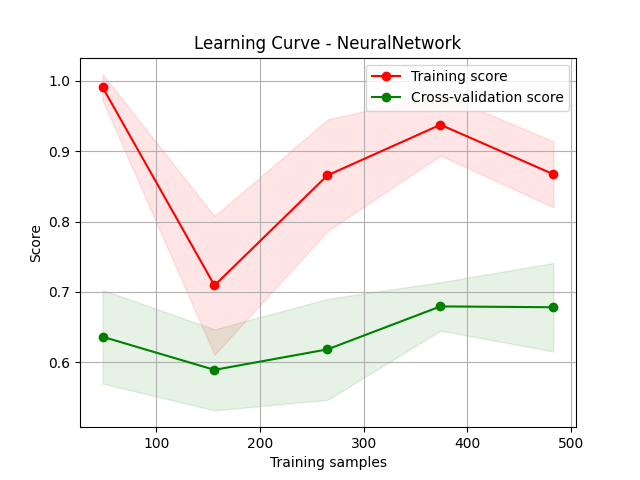 Learning Curve - NeuralNetwork
Training score
Cross-validation score
Score
1.0
0.9
0.8
0.7
0.6
100
200
300
400
500
Training samples